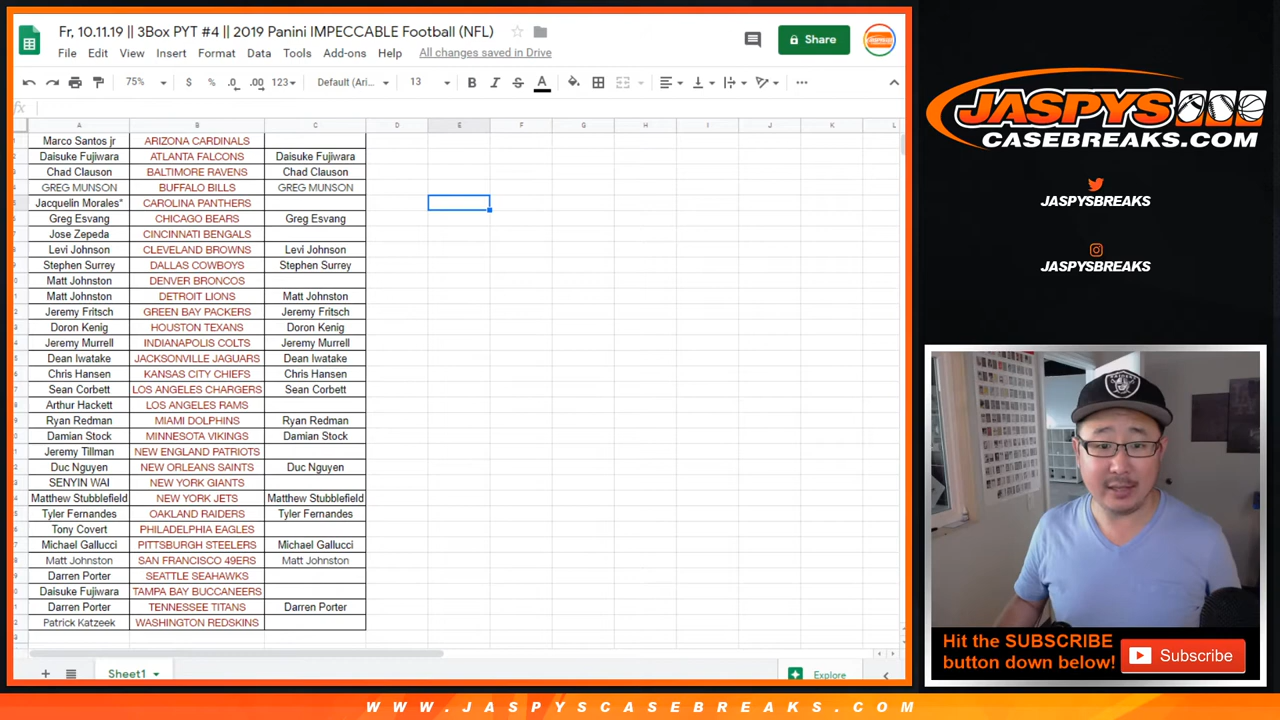 Fr, 10.11.19 || 3Box PYT #4 || 2019 Panini IMPECCABLE Football (NFL)
File Edit View Insert Format Data Tools Add-ons Help All changes saved in Drive
Share
75% $ % .0 .00 123 Default (Ari... 13 B I S A
fx
A B C D E F G H I J K L
Marco Santos jr ARIZONA CARDINALS
Daisuke Fujiwara ATLANTA FALCONS Daisuke Fujiwara
Chad Clauson BALTIMORE RAVENS Chad Clauson
GREG MUNSON BUFFALO BILLS GREG MUNSON
Jacquelin Morales* CAROLINA PANTHERS
Greg Esvang CHICAGO BEARS Greg Esvang
Jose Zepeda CINCINNATI BENGALS
Levi Johnson CLEVELAND BROWNS Levi Johnson
Stephen Surrey DALLAS COWBOYS Stephen Surrey
Matt Johnston DENVER BRONCOS
Matt Johnston DETROIT LIONS Matt Johnston
Jeremy Fritsch GREEN BAY PACKERS Jeremy Fritsch
Doron Kenig HOUSTON TEXANS Doron Kenig
Jeremy Murrell INDIANAPOLIS COLTS Jeremy Murrell
Dean Iwatake JACKSONVILLE JAGUARS Dean Iwatake
Chris Hansen KANSAS CITY CHIEFS Chris Hansen
Sean Corbett LOS ANGELES CHARGERS Sean Corbett
Arthur Hackett LOS ANGELES RAMS
Ryan Redman MIAMI DOLPHINS Ryan Redman
Damian Stock MINNESOTA VIKINGS Damian Stock
Jeremy Tillman NEW ENGLAND PATRIOTS
Duc Nguyen NEW ORLEANS SAINTS Duc Nguyen
SENYIN WAI NEW YORK GIANTS
Matthew Stubblefield NEW YORK JETS Matthew Stubblefield
Tyler Fernandes OAKLAND RAIDERS Tyler Fernandes
Tony Covert PHILADELPHIA EAGLES
Michael Gallucci PITTSBURGH STEELERS Michael Gallucci
Matt Johnston SAN FRANCISCO 49ERS Matt Johnston
Darren Porter SEATTLE SEAHAWKS
Daisuke Fujiwara TAMPA BAY BUCCANEERS
Darren Porter TENNESSEE TITANS Darren Porter
Patrick Katzeek WASHINGTON REDSKINS
Sheet1
Explore
JASPYS
CASEBREAKS.COM
JASPYSBREAKS
JASPYSBREAKS
Hit the SUBSCRIBE
button down below!
Subscribe
WWW.JASPYSCASEBREAKS.COM